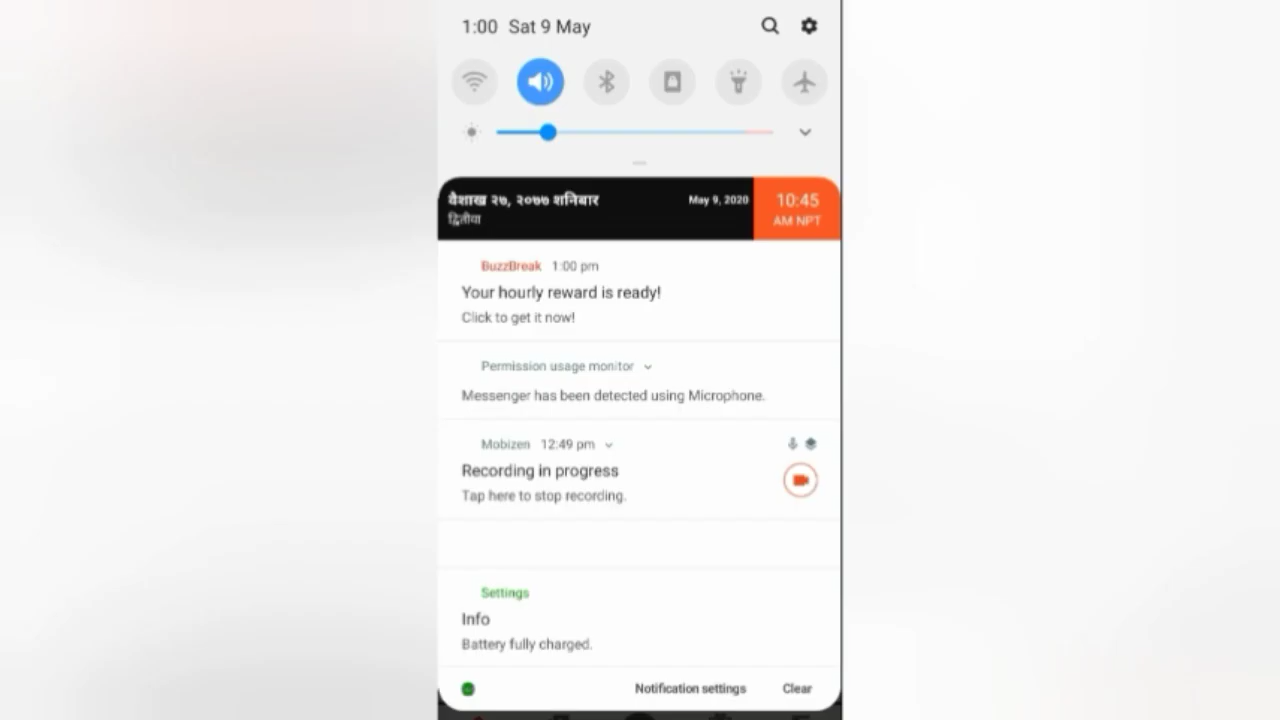 1:00 Sat 9 May
वैशाख २७, २०७७ शनिबार
May 9, 2020
द्वितीया
10:45
AM NPT
BuzzBreak 1:00 pm
Your hourly reward is ready!
Click to get it now!
Permission usage monitor
Messenger has been detected using Microphone.
Mobizen 12:49 pm
Recording in progress
Tap here to stop recording.
Settings
Info
Battery fully charged.
Notification settings Clear